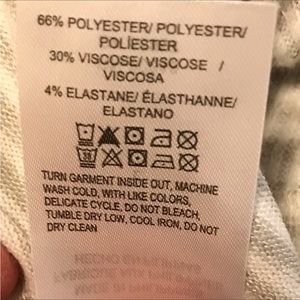 66% POLYESTER/ POLYESTER/
POLÍESTER
30% VISCOSE/ VISCOSE /
VISCOSA
4% ELASTANE/ ÉLASTHANNE/
ELASTANO
TURN GARMENT INSIDE OUT, MACHINE
WASH COLD, WITH LIKE COLORS,
DELICATE CYCLE, DO NOT BLEACH,
TUMBLE DRY LOW, COOL IRON, DO NOT
DRY CLEAN